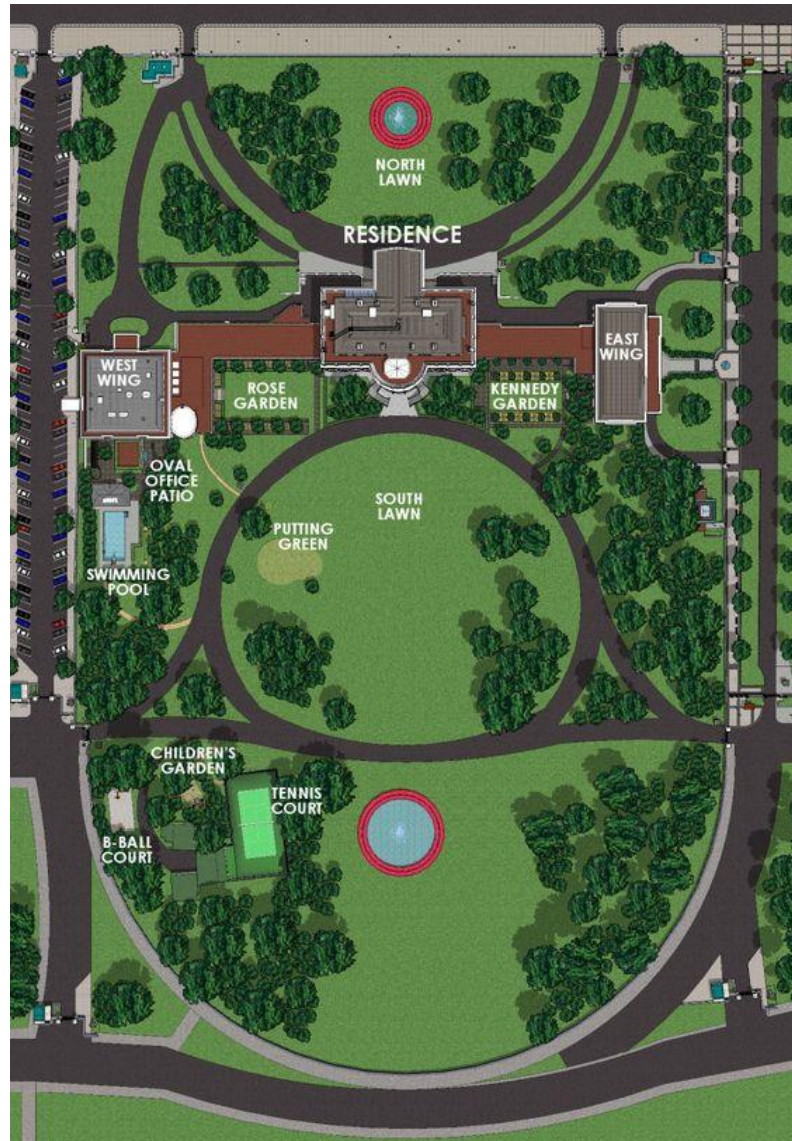 NORTH
LAWN
RESIDENCE
WEST
WING
EAST
WING
ROSE
GARDEN
KENNEDY
GARDEN
OVAL
OFFICE
PATIO
SOUTH
LAWN
PUTTING
GREEN
SWIMMING
POOL
CHILDREN'S
GARDEN
TENNIS
COURT
B-BALL
COURT